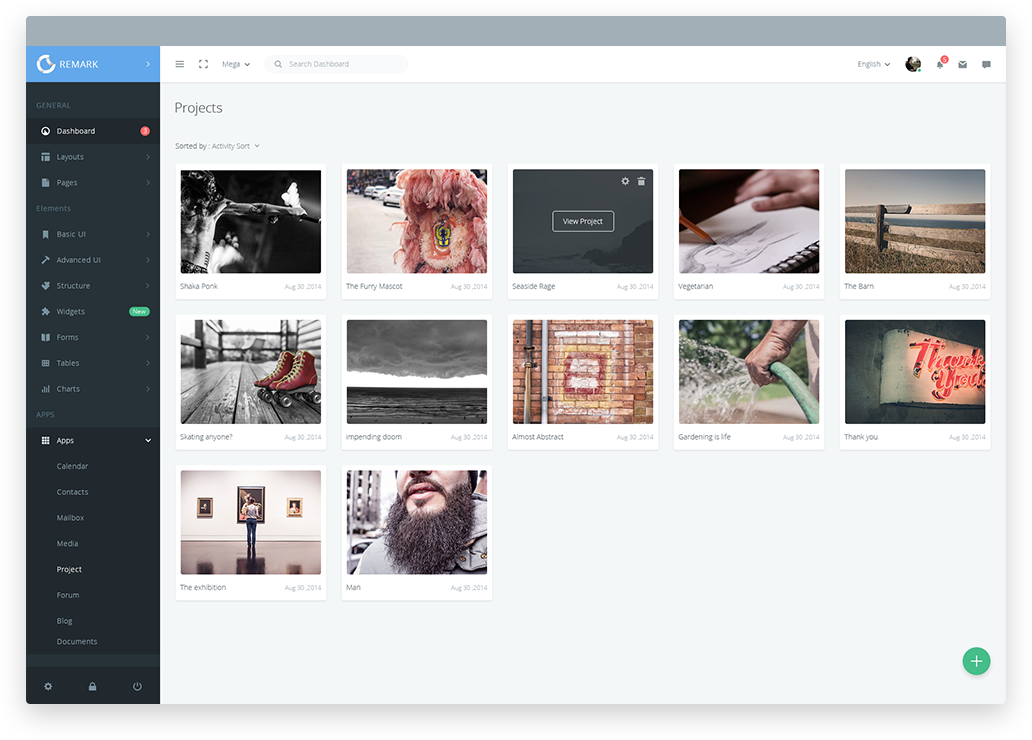 REMARK
Mega
Search Dashboard
English
5
GENERAL
Dashboard
3
Layouts
Pages
Elements
Basic UI
Advanced UI
Structure
Widgets
New
Forms
Tables
Charts
APPS
Apps
Calendar
Contacts
Mailbox
Media
Project
Forum
Blog
Documents
Projects
Sorted by : Activity Sort
View Project
Shaka Ponk Aug 30 ,2014
The Furry Mascot Aug 30 ,2014
Seaside Rage Aug 30 ,2014
Vegetarian Aug 30 ,2014
The Barn Aug 30 ,2014
Thank
you
Skating anyone? Aug 30 ,2014
impending doom Aug 30 ,2014
Almost Abstract Aug 30 ,2014
Gardening is life Aug 30 ,2014
Thank you Aug 30 ,2014
The exhibition Aug 30 ,2014
Man Aug 30 ,2014